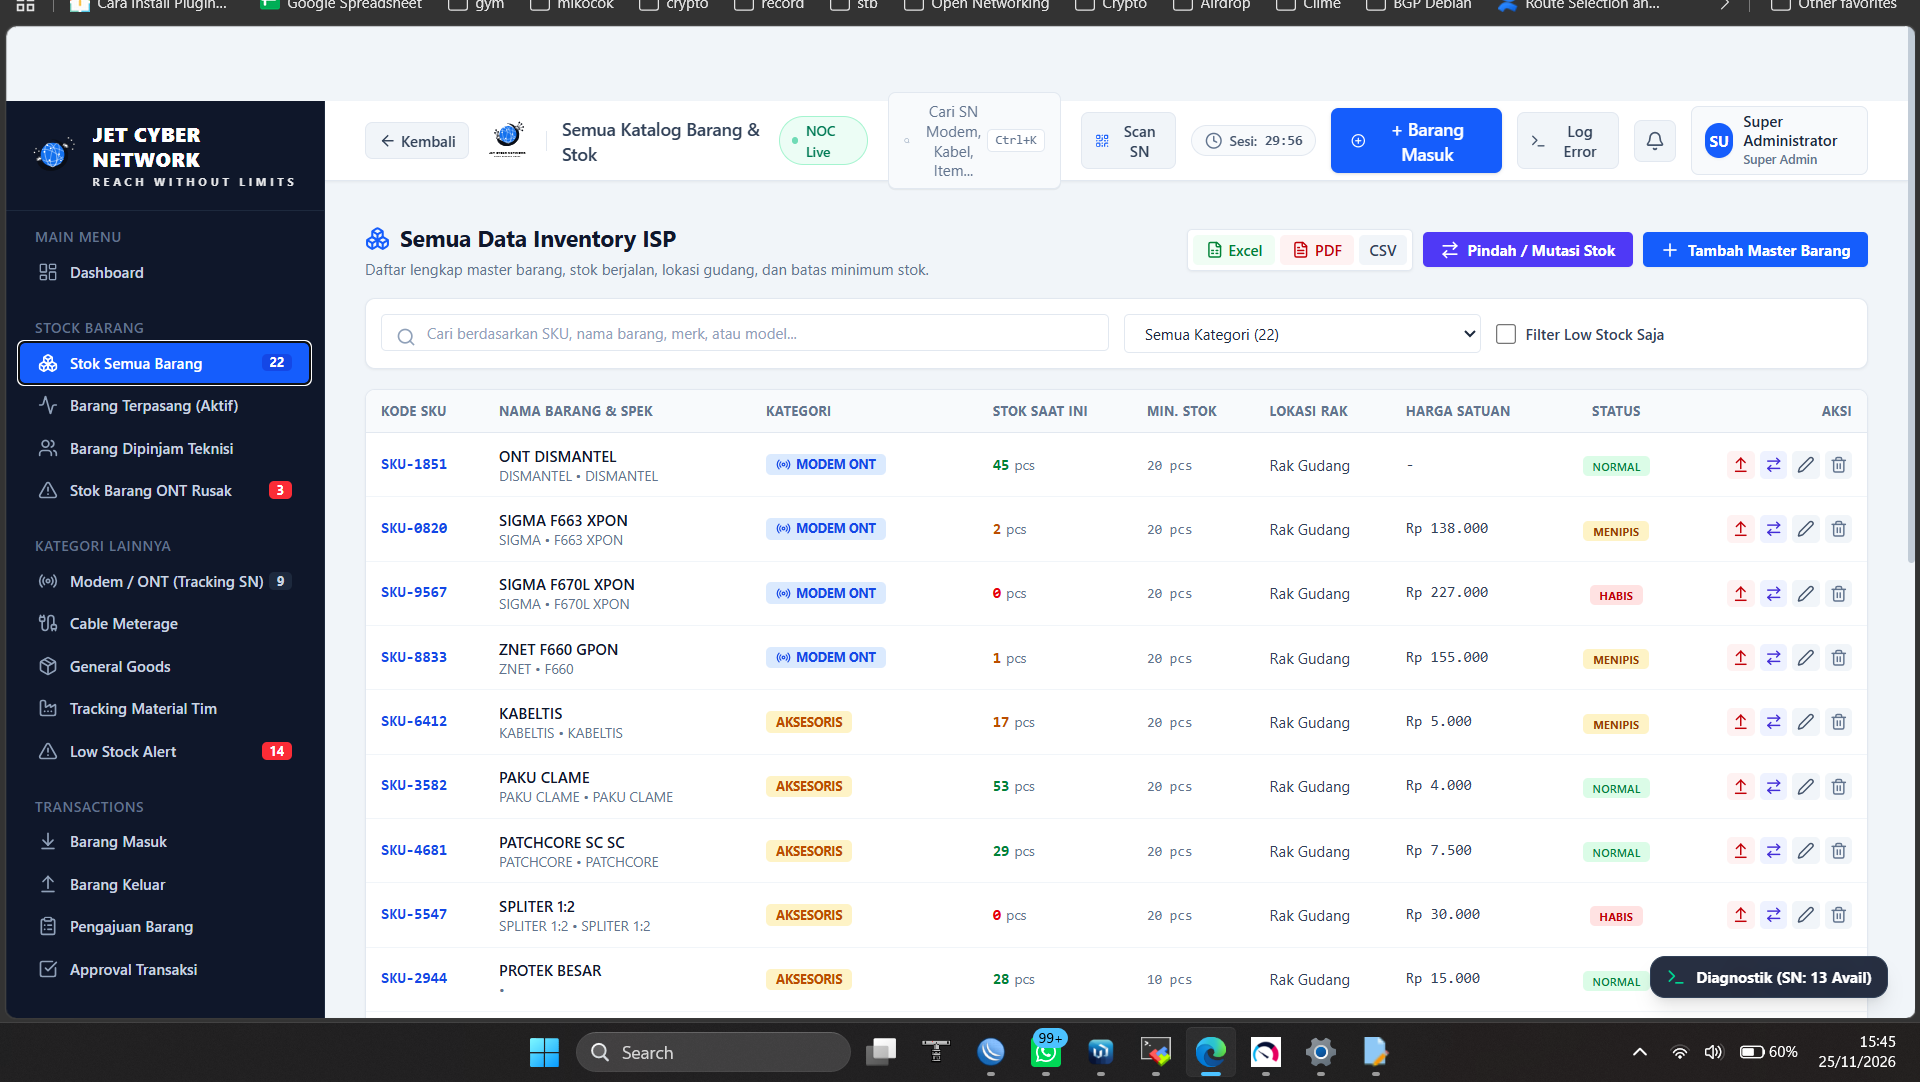 Cara Install Plugin...
Google Spreadsheet
gym
mikocok
crypto
record
stb
Open Networking
Crypto
Airdrop
Clime
BGP Debian
Route Selection an...
Other favorites
JET CYBER
NETWORK
REACH WITHOUT LIMITS
Kembali
Semua Katalog Barang &
Stok
NOC
Live
Cari SN
Modem,
Kabel,
Item...
Ctrl+K
Scan
SN
Sesi: 29:56
+ Barang
Masuk
Log
Error
SU
Super
Administrator
Super Admin
MAIN MENU
Dashboard
STOCK BARANG
Stok Semua Barang 22
Barang Terpasang (Aktif)
Barang Dipinjam Teknisi
Stok Barang ONT Rusak 3
KATEGORI LAINNYA
Modem / ONT (Tracking SN) 9
Cable Meterage
General Goods
Tracking Material Tim
Low Stock Alert 14
TRANSACTIONS
Barang Masuk
Barang Keluar
Pengajuan Barang
Approval Transaksi
Semua Data Inventory ISP
Daftar lengkap master barang, stok berjalan, lokasi gudang, dan batas minimum stok.
Excel
PDF
CSV
Pindah / Mutasi Stok
Tambah Master Barang
Cari berdasarkan SKU, nama barang, merk, atau model...
Semua Kategori (22)
Filter Low Stock Saja
KODE SKU NAMA BARANG & SPEK KATEGORI STOK SAAT INI MIN. STOK LOKASI RAK HARGA SATUAN STATUS AKSI
SKU-1851 ONT DISMANTEL MODEM ONT 45 pcs 20 pcs Rak Gudang - NORMAL
DISMANTEL • DISMANTEL
SKU-0820 SIGMA F663 XPON MODEM ONT 2 pcs 20 pcs Rak Gudang Rp 138.000 MENIPIS
SIGMA • F663 XPON
SKU-9567 SIGMA F670L XPON MODEM ONT 0 pcs 20 pcs Rak Gudang Rp 227.000 HABIS
SIGMA • F670L XPON
SKU-8833 ZNET F660 GPON MODEM ONT 1 pcs 20 pcs Rak Gudang Rp 155.000 MENIPIS
ZNET • F660
SKU-6412 KABELTIS AKSESORIS 17 pcs 20 pcs Rak Gudang Rp 5.000 MENIPIS
KABELTIS • KABELTIS
SKU-3582 PAKU CLAME AKSESORIS 53 pcs 20 pcs Rak Gudang Rp 4.000 NORMAL
PAKU CLAME • PAKU CLAME
SKU-4681 PATCHCORE SC SC AKSESORIS 29 pcs 20 pcs Rak Gudang Rp 7.500 NORMAL
PATCHCORE • PATCHCORE
SKU-5547 SPLITER 1:2 AKSESORIS 0 pcs 20 pcs Rak Gudang Rp 30.000 HABIS
SPLITER 1:2 • SPLITER 1:2
SKU-2944 PROTEK BESAR AKSESORIS 28 pcs 10 pcs Rak Gudang Rp 15.000 NORMAL
•
Diagnostik (SN: 13 Avail)
Search
99+
60%
15:45
25/11/2026